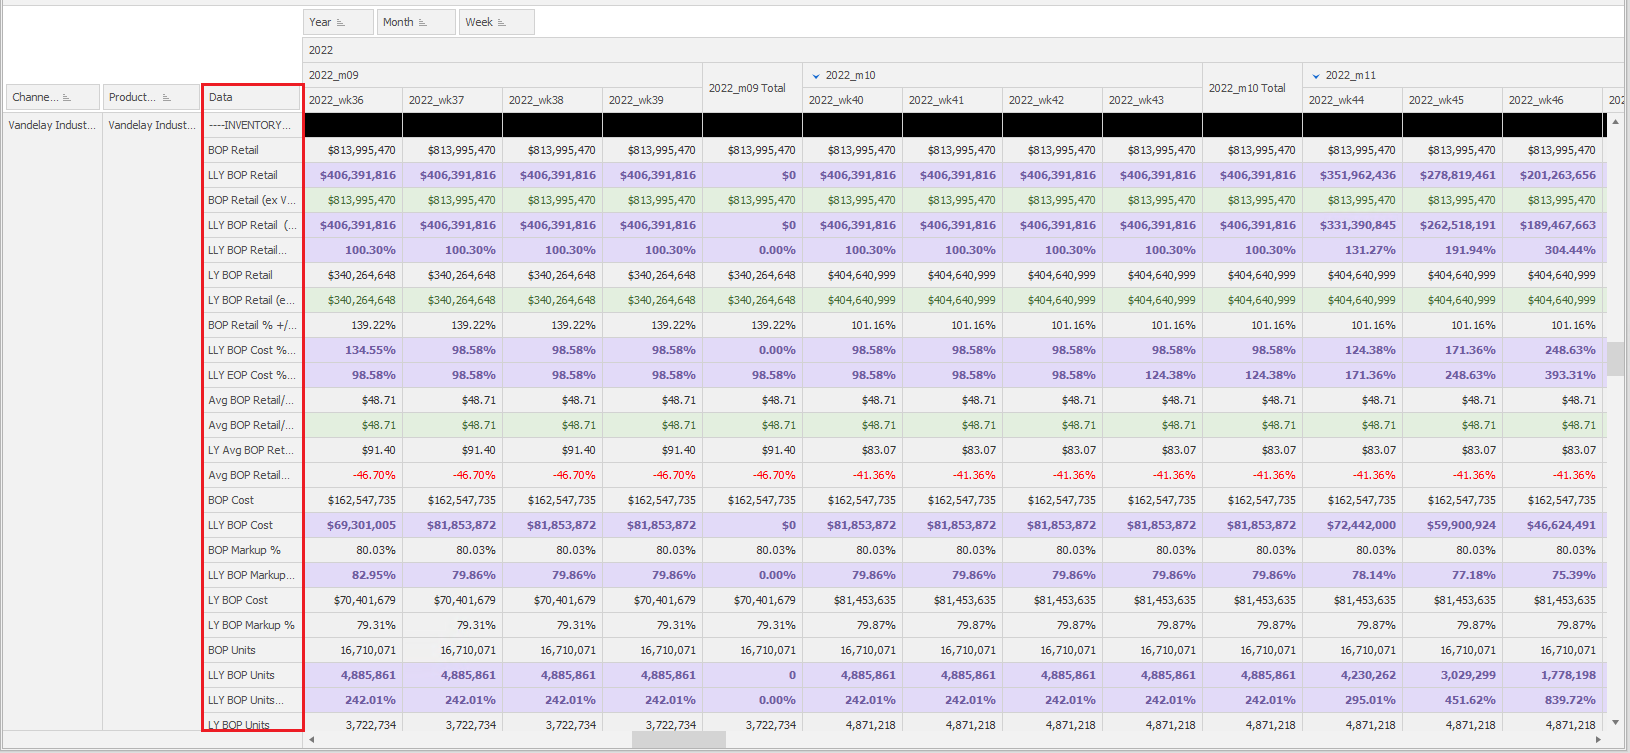 Year Month Week
2022
2022_m09 2022_m09 Total 2022_m10 2022_m10 Total 2022_m11
Channe... Product... Data 2022_wk36 2022_wk37 2022_wk38 2022_wk39 2022_wk40 2022_wk41 2022_wk42 2022_wk43 2022_wk44 2022_wk45 2022_wk46 202
Vandelay Indust... Vandelay Indust... ----INVENTORY...
BOP Retail $813,995,470 $813,995,470 $813,995,470 $813,995,470 $813,995,470 $813,995,470 $813,995,470 $813,995,470 $813,995,470 $813,995,470 $813,995,470 $813,995,470 $813,995,470
LLY BOP Retail $406,391,816 $406,391,816 $406,391,816 $406,391,816 $0 $406,391,816 $406,391,816 $406,391,816 $406,391,816 $406,391,816 $351,962,436 $278,819,461 $201,263,656
BOP Retail (ex V... $813,995,470 $813,995,470 $813,995,470 $813,995,470 $813,995,470 $813,995,470 $813,995,470 $813,995,470 $813,995,470 $813,995,470 $813,995,470 $813,995,470 $813,995,470
LLY BOP Retail (... $406,391,816 $406,391,816 $406,391,816 $406,391,816 $0 $406,391,816 $406,391,816 $406,391,816 $406,391,816 $406,391,816 $331,390,845 $262,518,191 $189,467,663
LLY BOP Retail... 100.30% 100.30% 100.30% 100.30% 0.00% 100.30% 100.30% 100.30% 100.30% 100.30% 131.27% 191.94% 304.44%
LY BOP Retail $340,264,648 $340,264,648 $340,264,648 $340,264,648 $340,264,648 $404,640,999 $404,640,999 $404,640,999 $404,640,999 $404,640,999 $404,640,999 $404,640,999 $404,640,999
LY BOP Retail (e... $340,264,648 $340,264,648 $340,264,648 $340,264,648 $340,264,648 $404,640,999 $404,640,999 $404,640,999 $404,640,999 $404,640,999 $404,640,999 $404,640,999 $404,640,999
BOP Retail % +/... 139.22% 139.22% 139.22% 139.22% 139.22% 101.16% 101.16% 101.16% 101.16% 101.16% 101.16% 101.16% 101.16%
LLY BOP Cost %... 134.55% 98.58% 98.58% 98.58% 0.00% 98.58% 98.58% 98.58% 98.58% 98.58% 124.38% 171.36% 248.63%
LLY EOP Cost %... 98.58% 98.58% 98.58% 98.58% 98.58% 98.58% 98.58% 98.58% 124.38% 124.38% 171.36% 248.63% 393.31%
Avg BOP Retail/... $48.71 $48.71 $48.71 $48.71 $48.71 $48.71 $48.71 $48.71 $48.71 $48.71 $48.71 $48.71 $48.71
Avg BOP Retail/... $48.71 $48.71 $48.71 $48.71 $48.71 $48.71 $48.71 $48.71 $48.71 $48.71 $48.71 $48.71 $48.71
LY Avg BOP Ret... $91.40 $91.40 $91.40 $91.40 $91.40 $83.07 $83.07 $83.07 $83.07 $83.07 $83.07 $83.07 $83.07
Avg BOP Retail... -46.70% -46.70% -46.70% -46.70% -46.70% -41.36% -41.36% -41.36% -41.36% -41.36% -41.36% -41.36% -41.36%
BOP Cost $162,547,735 $162,547,735 $162,547,735 $162,547,735 $162,547,735 $162,547,735 $162,547,735 $162,547,735 $162,547,735 $162,547,735 $162,547,735 $162,547,735 $162,547,735
LLY BOP Cost $69,301,005 $81,853,872 $81,853,872 $81,853,872 $0 $81,853,872 $81,853,872 $81,853,872 $81,853,872 $81,853,872 $72,442,000 $59,900,924 $46,624,491
BOP Markup % 80.03% 80.03% 80.03% 80.03% 80.03% 80.03% 80.03% 80.03% 80.03% 80.03% 80.03% 80.03% 80.03%
LLY BOP Markup... 82.95% 79.86% 79.86% 79.86% 0.00% 79.86% 79.86% 79.86% 79.86% 79.86% 78.14% 77.18% 75.39%
LY BOP Cost $70,401,679 $70,401,679 $70,401,679 $70,401,679 $70,401,679 $81,453,635 $81,453,635 $81,453,635 $81,453,635 $81,453,635 $81,453,635 $81,453,635 $81,453,635
LY BOP Markup % 79.31% 79.31% 79.31% 79.31% 79.31% 79.87% 79.87% 79.87% 79.87% 79.87% 79.87% 79.87% 79.87%
BOP Units 16,710,071 16,710,071 16,710,071 16,710,071 16,710,071 16,710,071 16,710,071 16,710,071 16,710,071 16,710,071 16,710,071 16,710,071 16,710,071
LLY BOP Units 4,885,861 4,885,861 4,885,861 4,885,861 0 4,885,861 4,885,861 4,885,861 4,885,861 4,885,861 4,230,262 3,029,299 1,778,198
LLY BOP Units... 242.01% 242.01% 242.01% 242.01% 0.00% 242.01% 242.01% 242.01% 242.01% 242.01% 295.01% 451.62% 839.72%
LY BOP Units 3,722,734 3,722,734 3,722,734 3,722,734 3,722,734 4,871,218 4,871,218 4,871,218 4,871,218 4,871,218 4,871,218 4,871,218 4,871,218